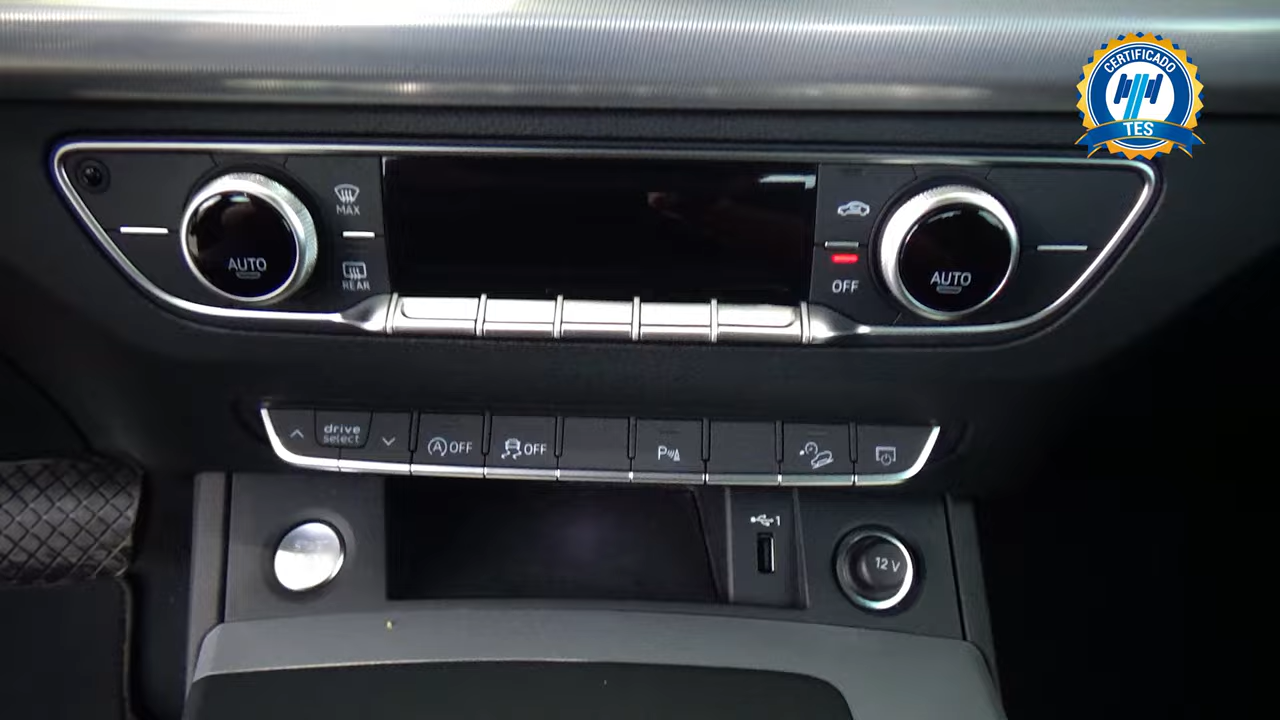 CERTIFICADO
TES
MAX
AUTO
REAR
OFF
AUTO
drive
select
A OFF
OFF
P
1
12 V